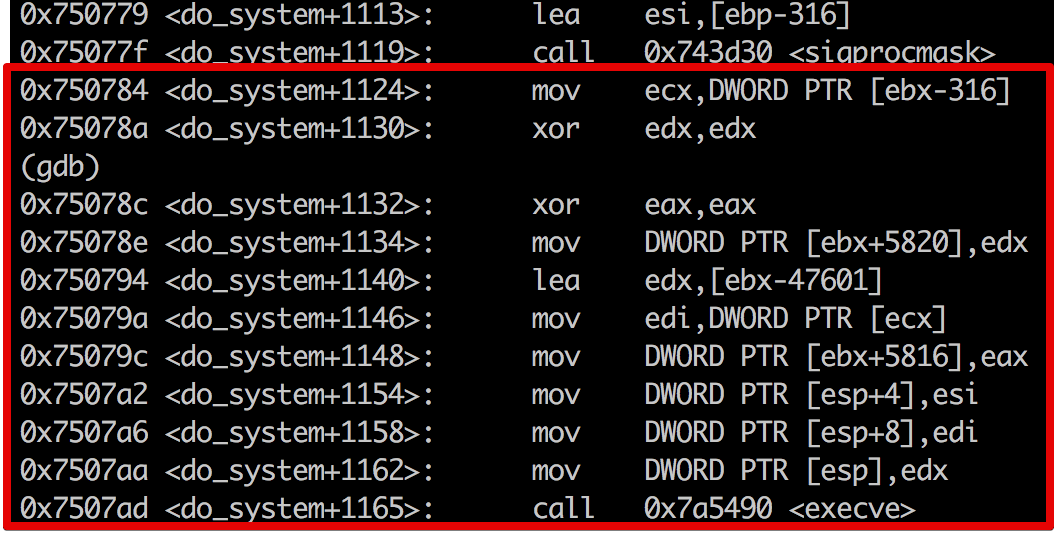 0x750779 <do_system+1113>: lea esi,[ebp-316]
0x75077f <do_system+1119>: call 0x743d30 <sigprocmask>
0x750784 <do_system+1124>: mov ecx,DWORD PTR [ebx-316]
0x75078a <do_system+1130>: xor edx,edx
(gdb)
0x75078c <do_system+1132>: xor eax,eax
0x75078e <do_system+1134>: mov DWORD PTR [ebx+5820],edx
0x750794 <do_system+1140>: lea edx,[ebx-47601]
0x75079a <do_system+1146>: mov edi,DWORD PTR [ecx]
0x75079c <do_system+1148>: mov DWORD PTR [ebx+5816],eax
0x7507a2 <do_system+1154>: mov DWORD PTR [esp+4],esi
0x7507a6 <do_system+1158>: mov DWORD PTR [esp+8],edi
0x7507aa <do_system+1162>: mov DWORD PTR [esp],edx
0x7507ad <do_system+1165>: call 0x7a5490 <execve>